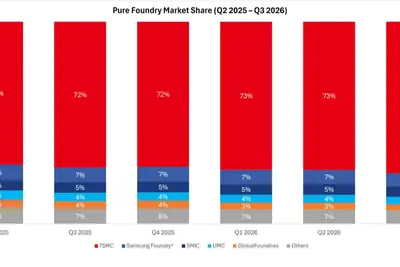 Pure Foundry Market Share (Q2 2025 – Q3 2026)
% 72% 72% 73% 73%
% 7% 7% 7% 7%
% 5% 5% 5% 5%
4% 4% 4% 4%
4% 4% 3% 3%
7% 8% 7% 7%
2025 Q3 2025 Q4 2025 Q1 2026 Q2 2026
TSMC Samsung Foundry* SMIC UMC GlobalFoundries Others